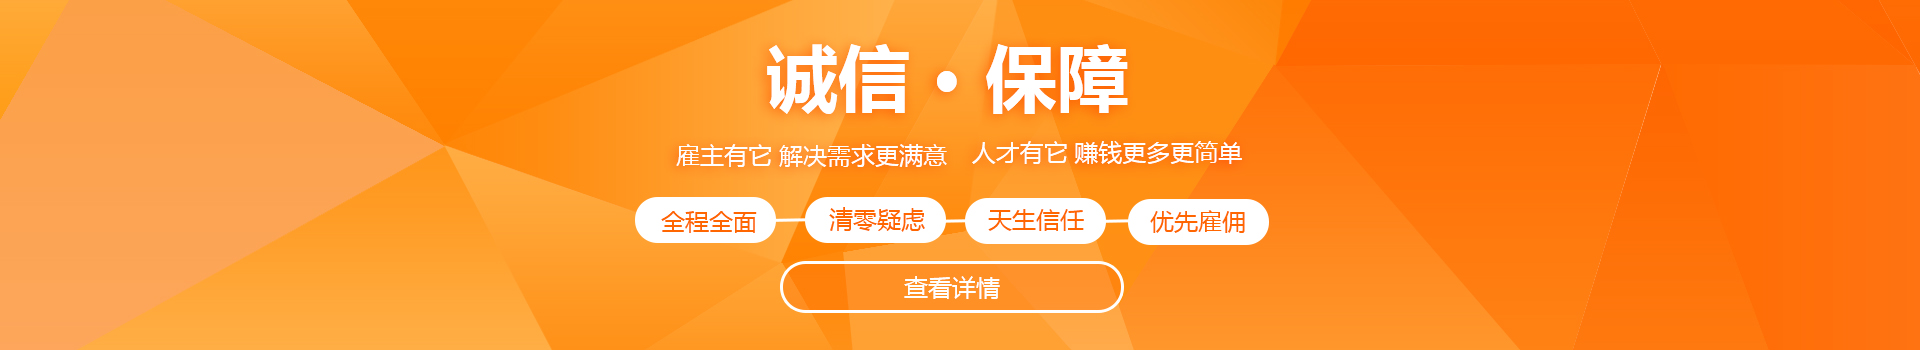 诚信·保障
雇主有它 解决需求更满意 人才有它 赚钱更多更简单
全程全面 清零疑虑 天生信任 优先雇佣
查看详情